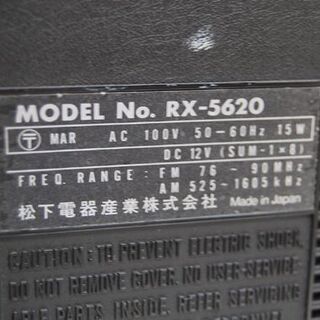 MODEL No. RX-5620
〒 MAR AC 100V 50-60Hz 15W
DC 12V (SUM-1×8)
FREQ. RANGE : FM 76 - 90MHz
AM 525 - 1605kHz
松下電器産業株式会社 Made in Japan
CAUTION: TO PREVENT ELECTRIC SHOCK,
DO NOT REMOVE COVER. NO USER-SERVICE-
ABLE PARTS INSIDE. REFER SERVICING